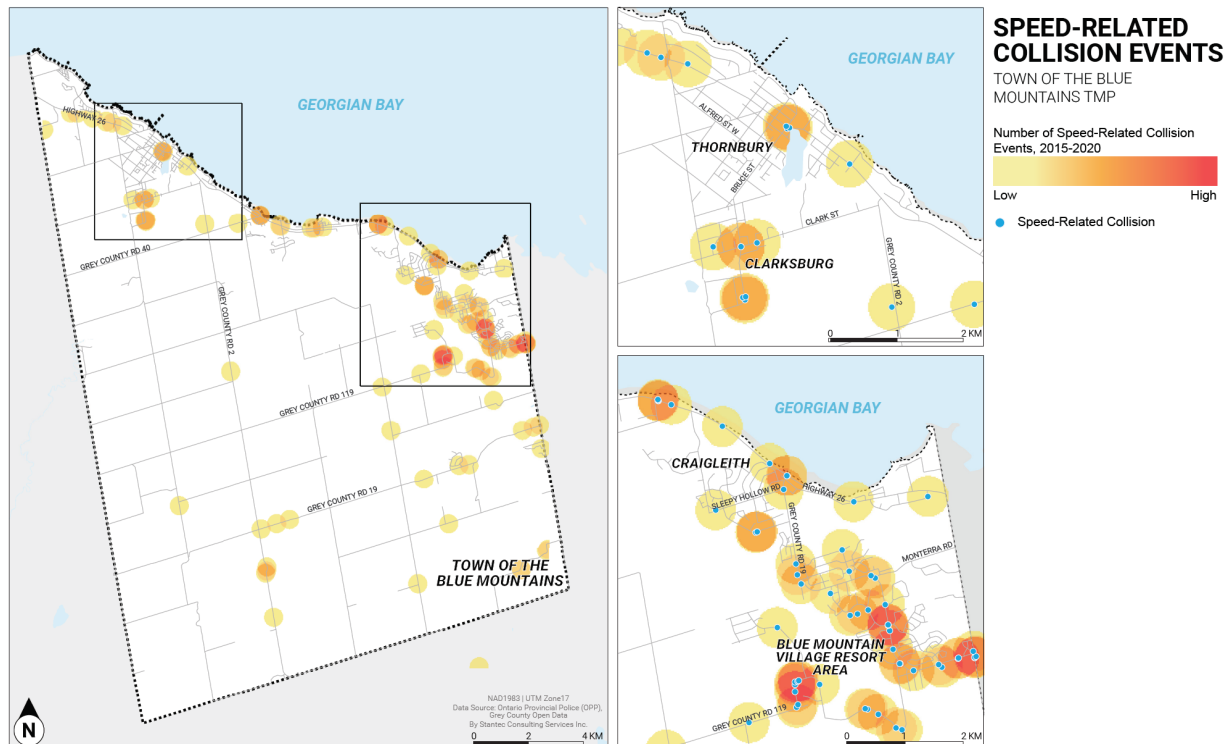 GEORGIAN BAY
HIGHWAY 26
GREY COUNTY RD 40
GREY COUNTY RD 2
GREY COUNTY RD 119
GREY COUNTY RD 19
TOWN OF THE
BLUE MOUNTAINS
NAD1983 | UTM Zone17
Data Source: Ontario Provincial Police (OPP),
Grey County Open Data
By Stantec Consulting Services Inc.
N
0 2 4 KM
GEORGIAN BAY
ALFRED ST W
THORNBURY
BRUCE ST
CLARK ST
CLARKSBURG
GREY COUNTY RD 2
0 1 2 KM
GEORGIAN BAY
CRAIGLEITH
SLEEPY HOLLOW RD
HIGHWAY 26
GREY COUNTY RD 19
MONTERRA RD
BLUE MOUNTAIN
VILLAGE RESORT
AREA
GREY COUNTY RD 119
0 1 2 KM
SPEED-RELATED
COLLISION EVENTS
TOWN OF THE BLUE
MOUNTAINS TMP
Number of Speed-Related Collision
Events, 2015-2020
Low High
Speed-Related Collision